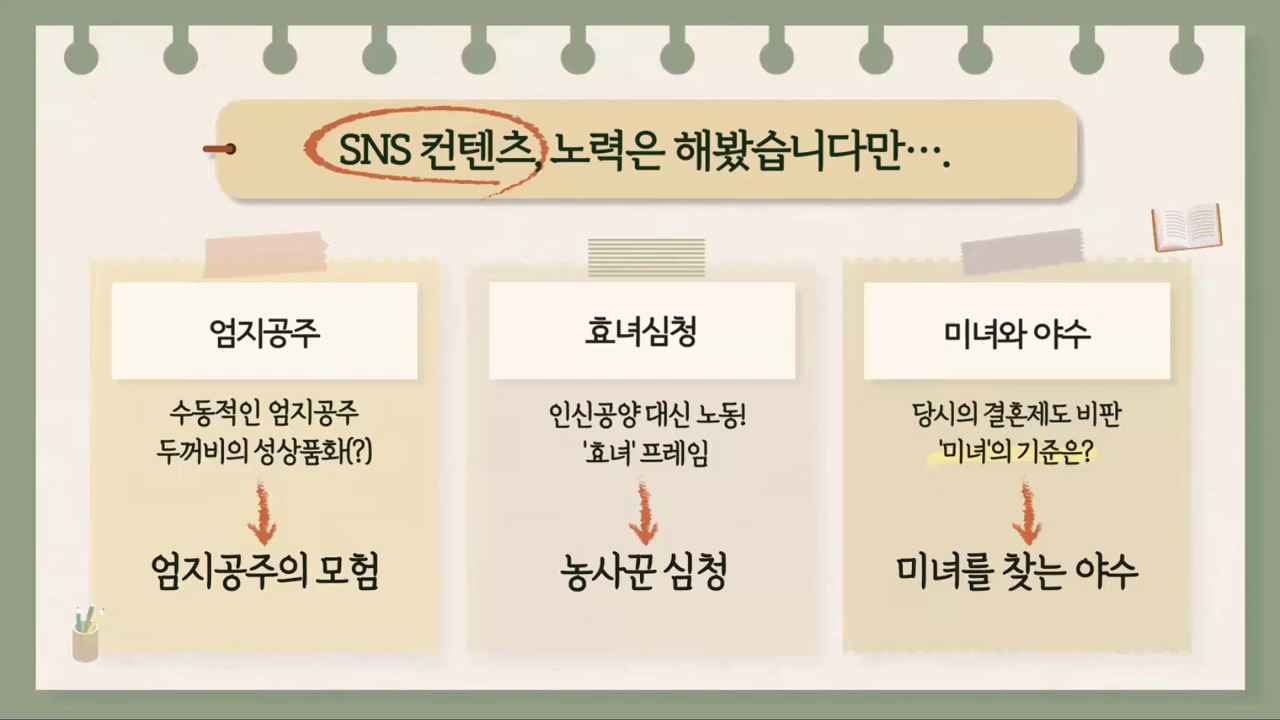 SNS 컨텐츠, 노력은 해봤습니다만….
엄지공주
수동적인 엄지공주
두꺼비의 성상품화(?)
엄지공주의 모험
효녀심청
인신공양 대신 노동!
'효녀' 프레임
농사꾼 심청
미녀와 야수
당시의 결혼제도 비판
'미녀'의 기준은?
미녀를 찾는 야수